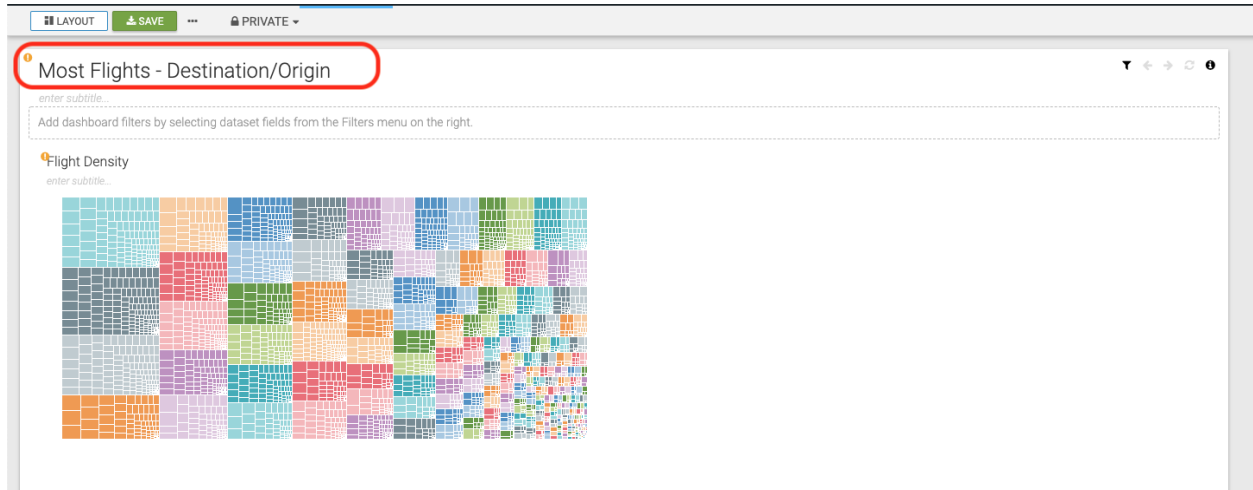 LAYOUT SAVE ••• PRIVATE
Most Flights - Destination/Origin
enter subtitle...
Add dashboard filters by selecting dataset fields from the Filters menu on the right.
Flight Density
enter subtitle...